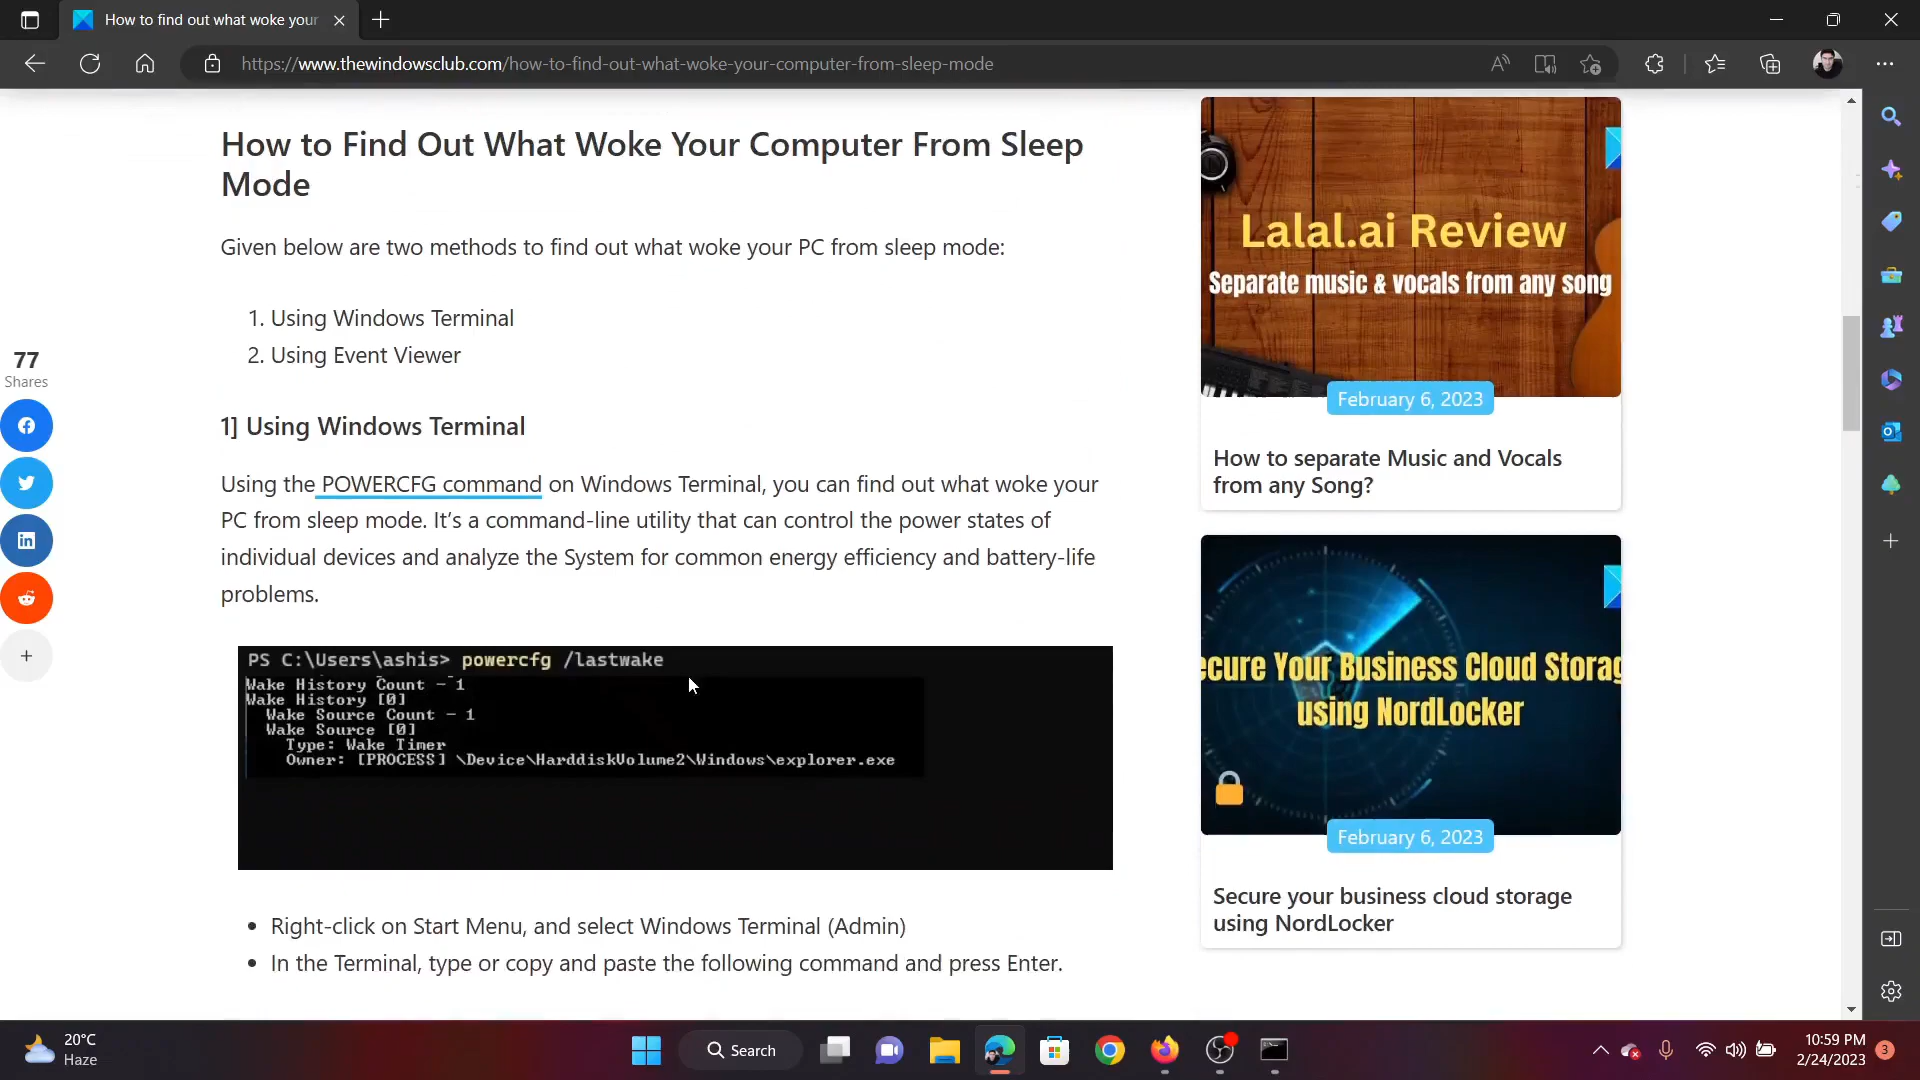 How to find out what woke your
https://www.thewindowsclub.com/how-to-find-out-what-woke-your-computer-from-sleep-mode
How to Find Out What Woke Your Computer From Sleep
Mode
Given below are two methods to find out what woke your PC from sleep mode:
1. Using Windows Terminal
2. Using Event Viewer
77
Shares
1] Using Windows Terminal
Using the POWERCFG command on Windows Terminal, you can find out what woke your
PC from sleep mode. It’s a command-line utility that can control the power states of
individual devices and analyze the System for common energy efficiency and battery-life
problems.
PS C:\Users\ashis> powercfg /lastwake
Wake History Count - 1
Wake History [0]
Wake Source Count - 1
Wake Source [0]
Type: Wake Timer
Owner: [PROCESS] \Device\HarddiskVolume2\Windows\explorer.exe
• Right-click on Start Menu, and select Windows Terminal (Admin)
• In the Terminal, type or copy and paste the following command and press Enter.
Lalal.ai Review
Separate music & vocals from any song
February 6, 2023
How to separate Music and Vocals
from any Song?
ecure Your Business Cloud Storag
using NordLocker
February 6, 2023
Secure your business cloud storage
using NordLocker
20°C
Haze
Search
10:59 PM
2/24/2023
3